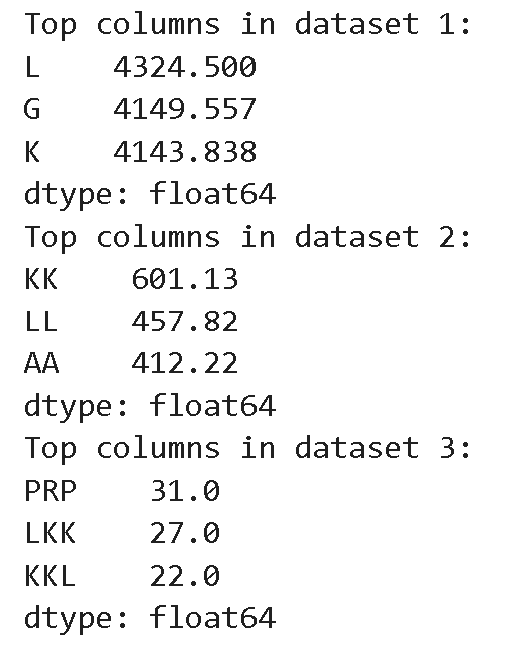 Top columns in dataset 1:
L    4324.500
G    4149.557
K    4143.838
dtype: float64
Top columns in dataset 2:
KK    601.13
LL    457.82
AA    412.22
dtype: float64
Top columns in dataset 3:
PRP    31.0
LKK    27.0
KKL    22.0
dtype: float64